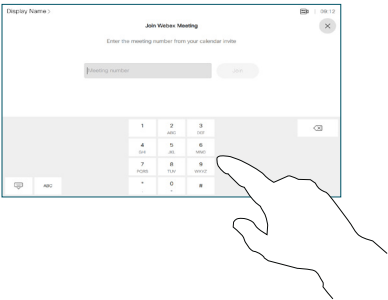 Display Name
09:12
Join Webex Meeting
Enter the meeting number from your calendar invite
Meeting number
Join
1 2 3
ABC DEF
4 5 6
GHI JKL MNO
7 8 9
PQRS TUV WXYZ
* 0 #
+
ABC